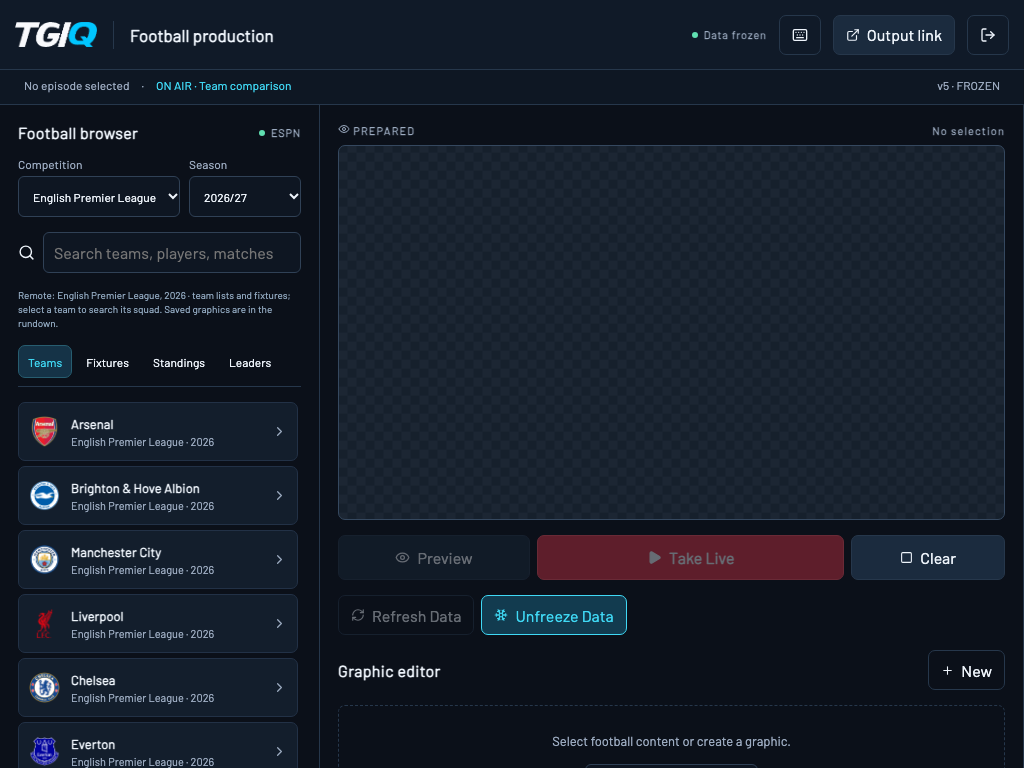 TGIQ
Football production
Data frozen
Output link
No episode selected · ON AIR · Team comparison
v5 · FROZEN
Football browser
ESPN
Competition
Season
English Premier League
2026/27
Search teams, players, matches
Remote: English Premier League, 2026 · team lists and fixtures;
select a team to search its squad. Saved graphics are in the
rundown.
Teams
Fixtures
Standings
Leaders
Arsenal
English Premier League · 2026
Brighton & Hove Albion
English Premier League · 2026
Manchester City
English Premier League · 2026
Liverpool
English Premier League · 2026
Chelsea
English Premier League · 2026
Everton
English Premier League · 2026
PREPARED
No selection
Preview
Take Live
Clear
Refresh Data
Unfreeze Data
Graphic editor
+ New
Select football content or create a graphic.